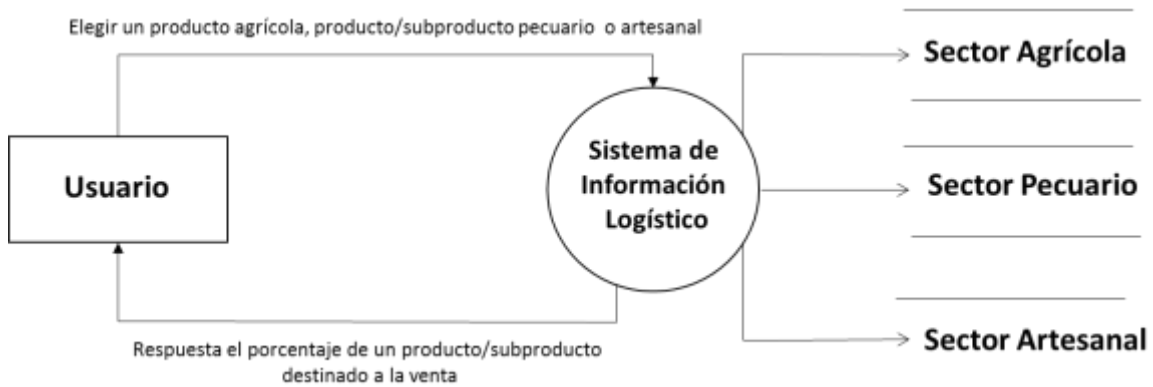 Elegir un producto agrícola, producto/subproducto pecuario o artesanal
Usuario
Sistema de
Información
Logístico
Sector Agrícola
Sector Pecuario
Sector Artesanal
Respuesta el porcentaje de un producto/subproducto
destinado a la venta